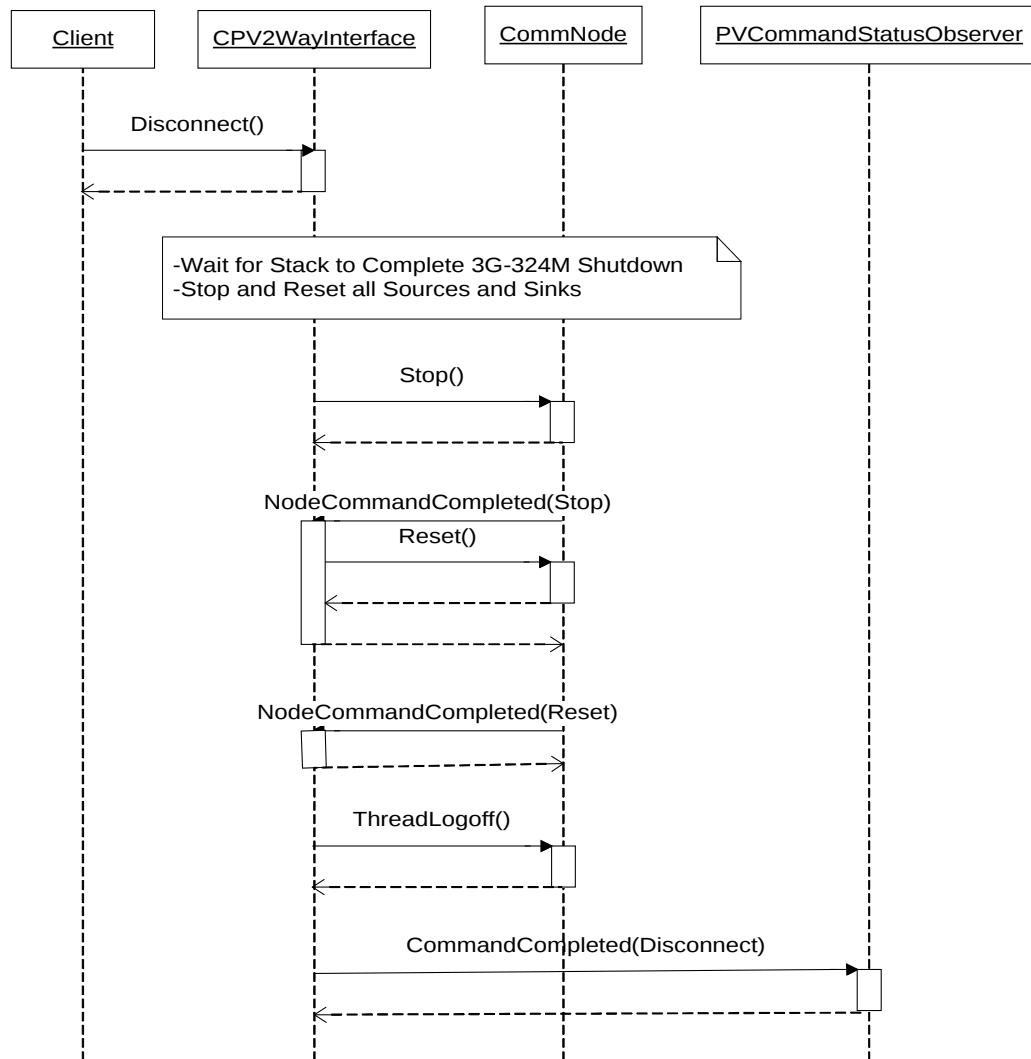 Client
CPV2WayInterface
CommNode
PVCommandStatusObserver
Disconnect()
-Wait for Stack to Complete 3G-324M Shutdown
-Stop and Reset all Sources and Sinks
Stop()
NodeCommandCompleted(Stop)
Reset()
NodeCommandCompleted(Reset)
ThreadLogoff()
CommandCompleted(Disconnect)